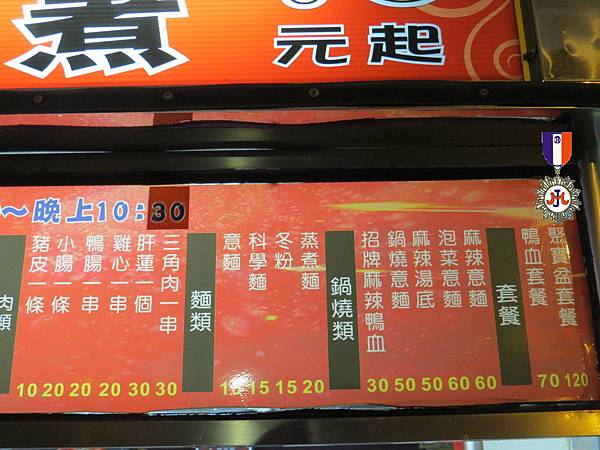 煮
元起
～晚上10:30
聚寶盆套餐 120
鴨血套餐 70
套餐
麻辣意麵 60
泡菜意麵 60
麻辣湯底 50
鍋燒意麵 50
招牌麻辣鴨血 30
鍋燒類
蒸煮麵 20
冬粉 15
科學麵 15
意麵
麵類
三角肉一串 30
肝蓮一個 30
雞心一串 20
鴨腸一串 20
小腸一條 20
豬皮一條 10
肉類